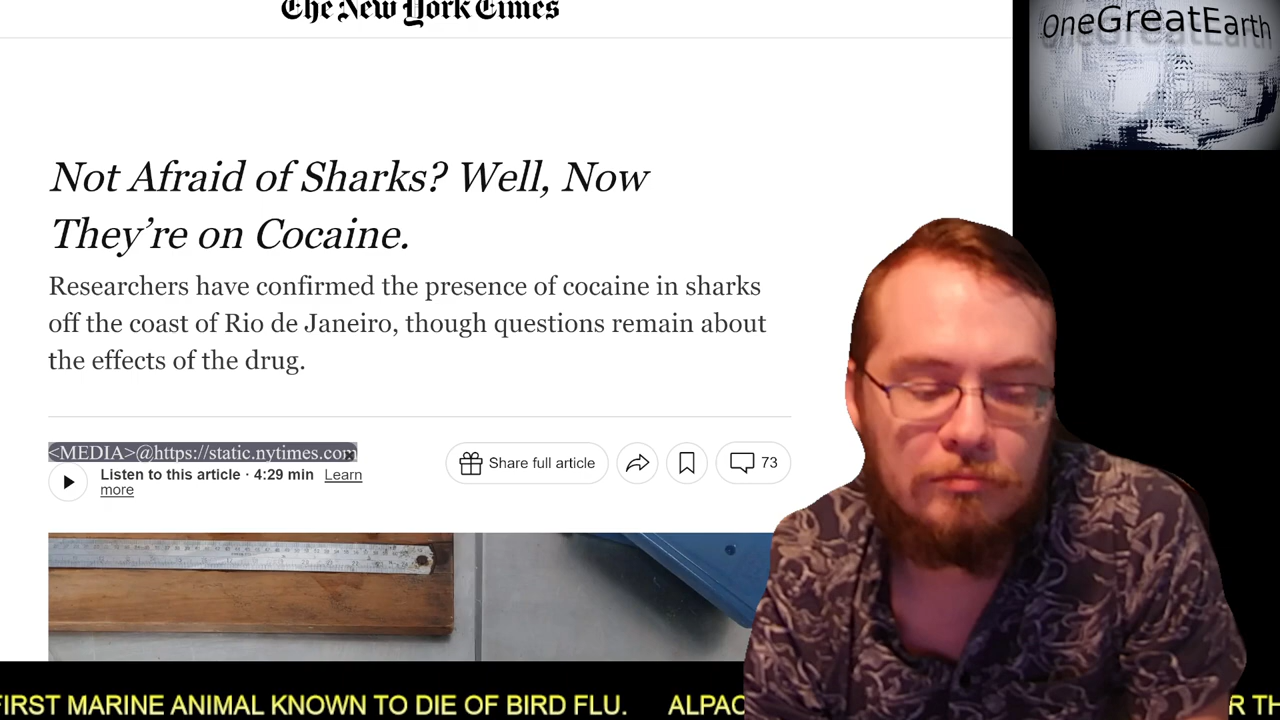 The New York Times
OneGreatEarth
Not Afraid of Sharks? Well, Now
They’re on Cocaine.
Researchers have confirmed the presence of cocaine in sharks
off the coast of Rio de Janeiro, though questions remain about
the effects of the drug.
<MEDIA>@https://static.nytimes.com
Listen to this article · 4:29 min Learn
more
Share full article
73
FIRST MARINE ANIMAL KNOWN TO DIE OF BIRD FLU. ALPAC
R TH